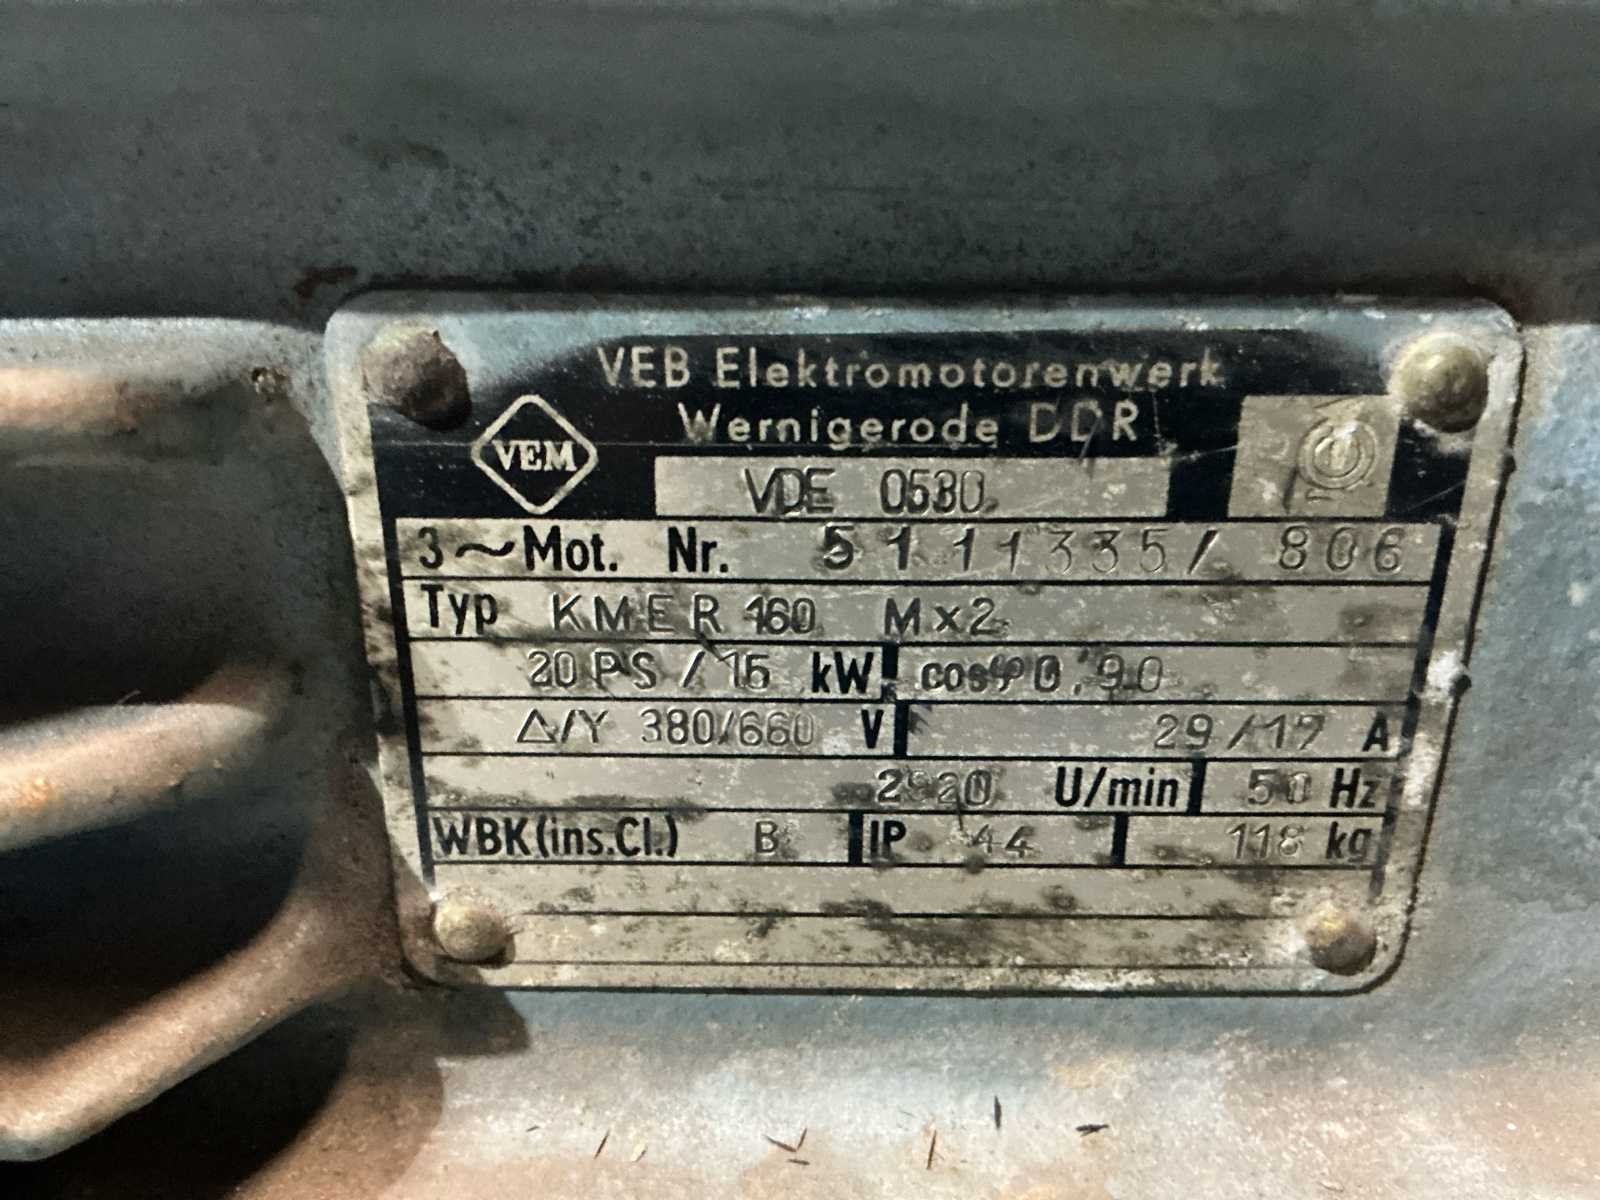 VEB Elektromotorenwerk
Wernigerode DDR
VEM
VDE 0530
3~Mot. Nr. 5111335/ 806
Typ KMER 160 Mx2
20 PS / 15 kW cosφ 0,90
△/Y 380/660 V 29/17 A
2920 U/min 50 Hz
WBK(ins.Cl.) B IP 44 118 kg